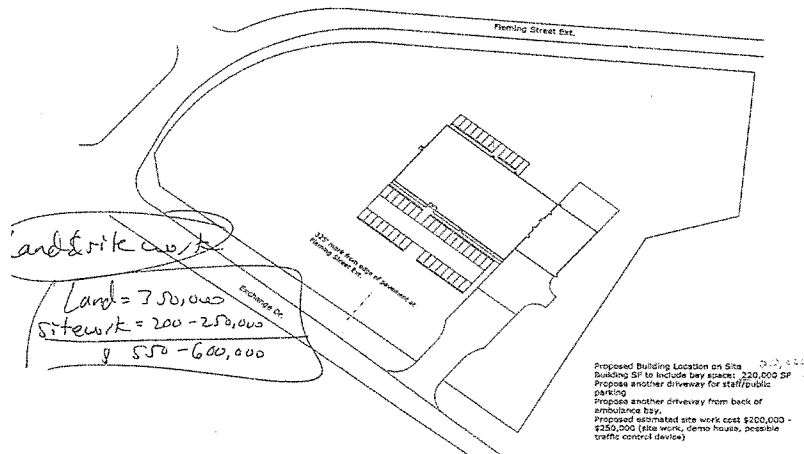 Fleming Street Ext.
Land & site work
Land = 350,000
sitework = 200 - 250,000
$ 550 - 600,000
325' mark from edge of pavement at
Fleming Street Ext.
Exchange Dr.
Proposed Building Location on Site
Building SF to include bay space: 220,000 SF
Propose another driveway for staff/public
parking
Propose another driveway from back of
ambulance bay.
Proposed estimated site work cost $200,000 -
$250,000 (site work, demo house, possible
traffic control device)